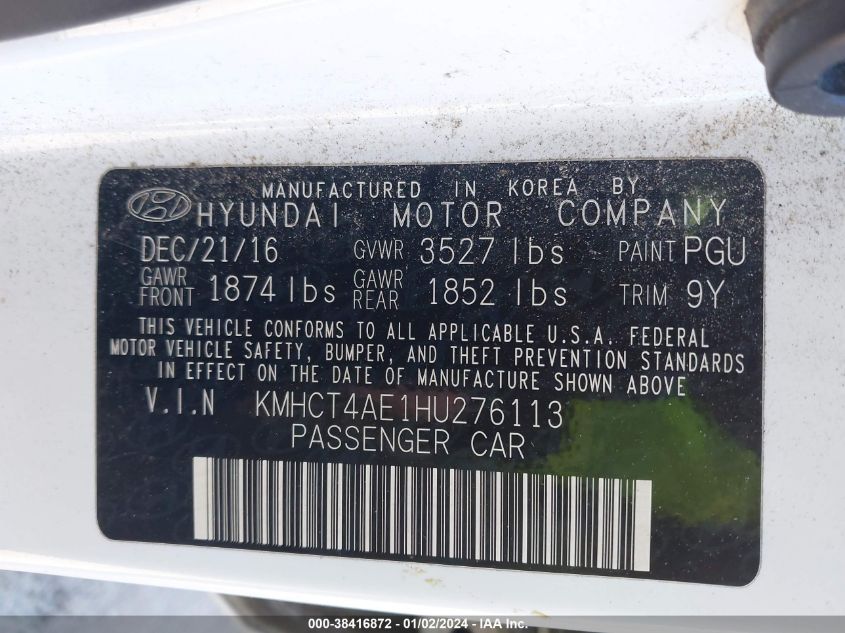 MANUFACTURED IN KOREA BY
HYUNDAI MOTOR COMPANY
DEC/21/16 GVWR 3527 lbs PAINT PGU
GAWR FRONT 1874 lbs GAWR REAR 1852 lbs TRIM 9Y
THIS VEHICLE CONFORMS TO ALL APPLICABLE U.S.A. FEDERAL
MOTOR VEHICLE SAFETY, BUMPER, AND THEFT PREVENTION STANDARDS
IN EFFECT ON THE DATE OF MANUFACTURE SHOWN ABOVE
V.I.N KMHCT4AE1HU276113
PASSENGER CAR
000-38416872 - 01/02/2024 - IAA Inc.